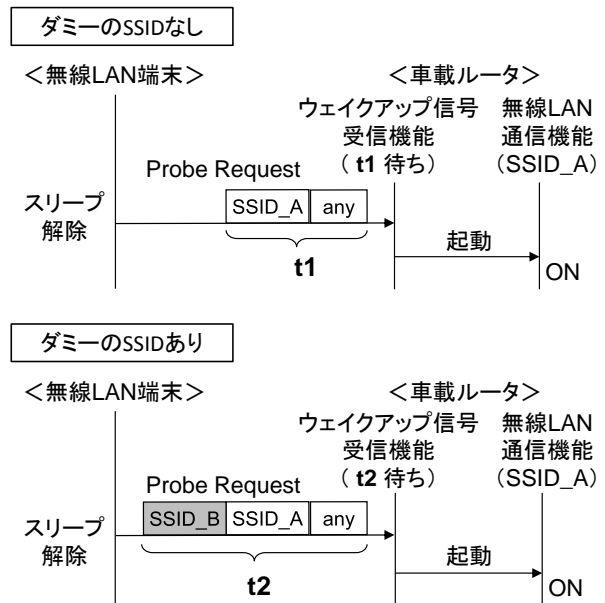 ダミーのSSIDなし
＜無線LAN端末＞
＜車載ルータ＞
ウェイクアップ信号
受信機能
（ t1 待ち）
無線LAN
通信機能
（SSID_A）
Probe Request
スリープ
解除
SSID_A
any
t1
起動
ON
ダミーのSSIDあり
＜無線LAN端末＞
＜車載ルータ＞
ウェイクアップ信号
受信機能
（ t2 待ち）
無線LAN
通信機能
（SSID_A）
Probe Request
スリープ
解除
SSID_B
SSID_A
any
t2
起動
ON